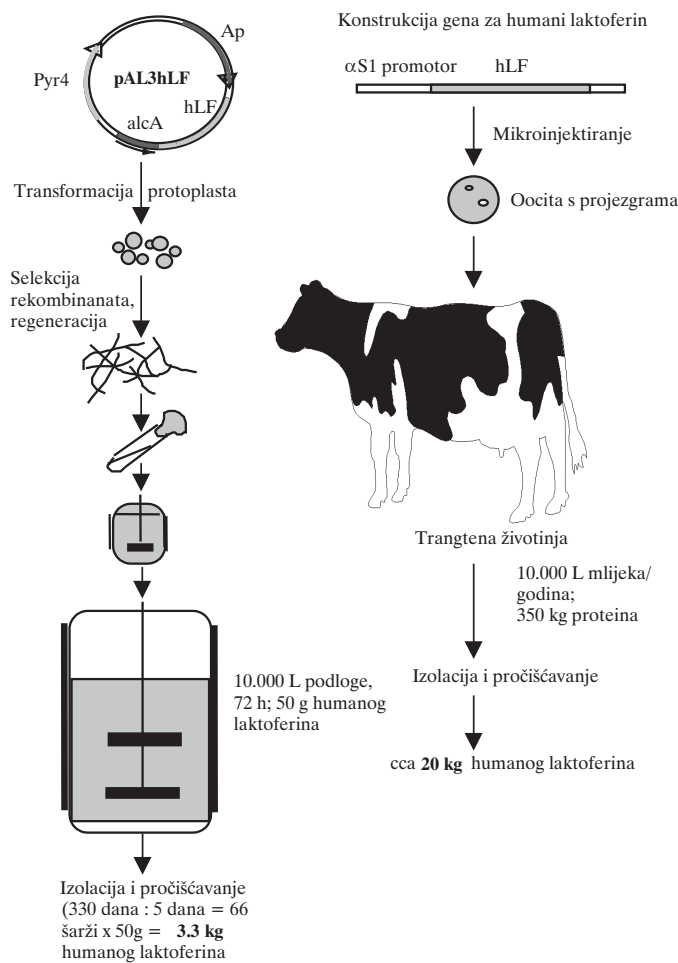 Ap
Pyr4
pAL3hLF
hLF
alcA
Transformacija protoplasta
Selekcija
rekombinanata,
regeneracija
10.000 L podloge,
72 h; 50 g humanog
laktoferina
Izolacija i pročišćavanje
(330 dana : 5 dana = 66
šarži x 50g = 3.3 kg
humanog laktoferina
Konstrukcija gena za humani laktoferin
αS1 promotor hLF
Mikroinjektiranje
Oocita s projezgrama
Trangtena životinja
10.000 L mlijeka/
godina;
350 kg proteina
Izolacija i pročišćavanje
cca 20 kg humanog laktoferina